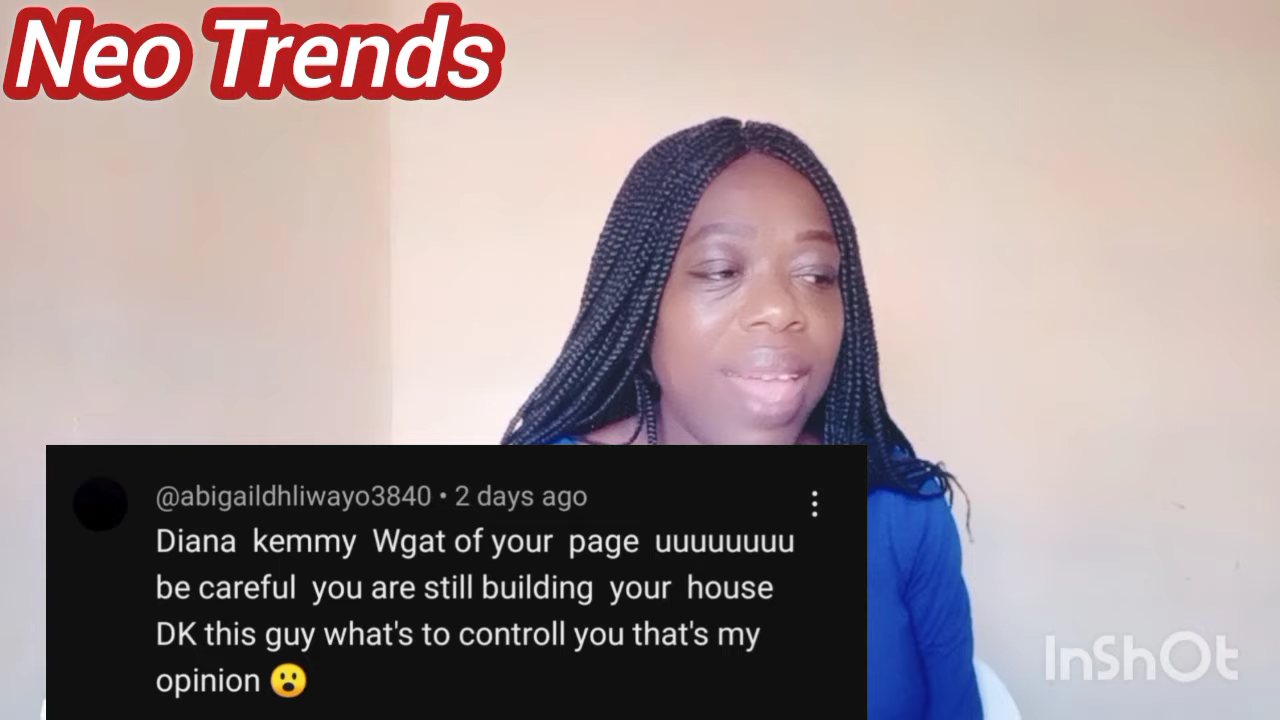 Neo Trends
@abigaildhliwayo3840 • 2 days ago
Diana kemmy Wgat of your page uuuuuuuu
be careful you are still building your house
DK this guy what's to controll you that's my
opinion 😮
InShOt